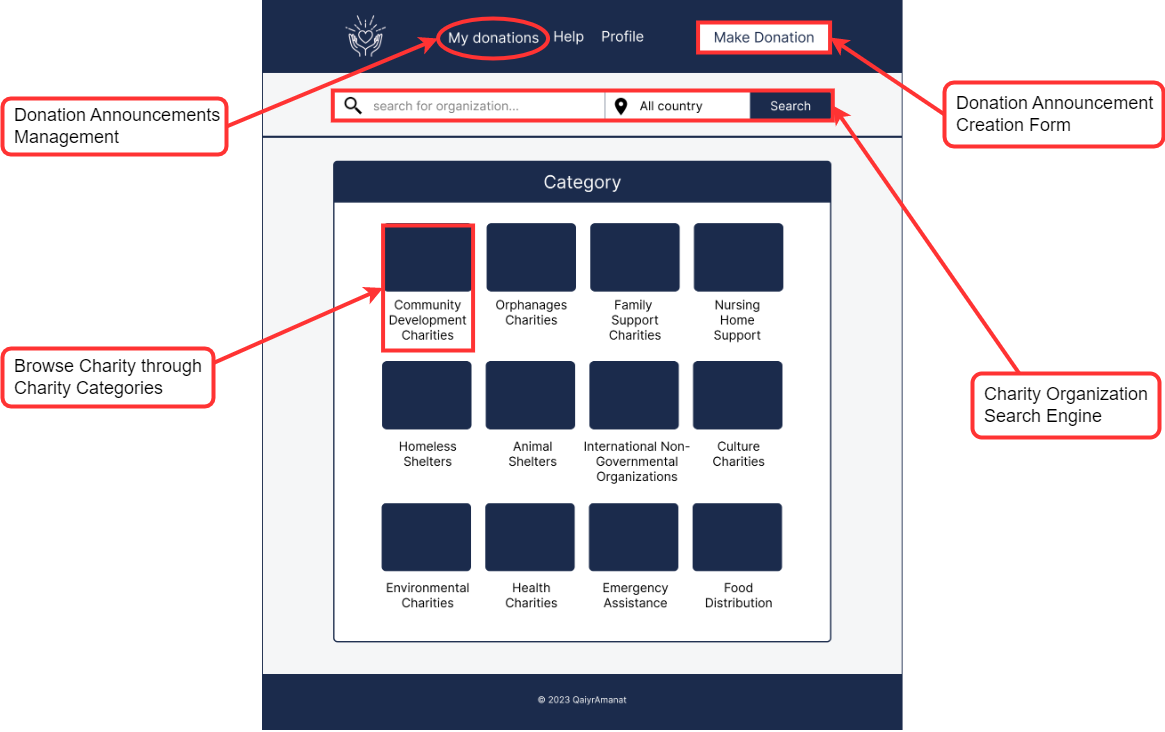 My donations Help Profile Make Donation
Donation Announcements
Management
search for organization... All country Search
Donation Announcement
Creation Form
Category
Community
Development
Charities
Orphanages
Charities
Family
Support
Charities
Nursing
Home
Support
Browse Charity through
Charity Categories
Charity Organization
Search Engine
Homeless
Shelters
Animal
Shelters
International Non-
Governmental
Organizations
Culture
Charities
Environmental
Charities
Health
Charities
Emergency
Assistance
Food
Distribution
© 2023 QaiyrAmanat